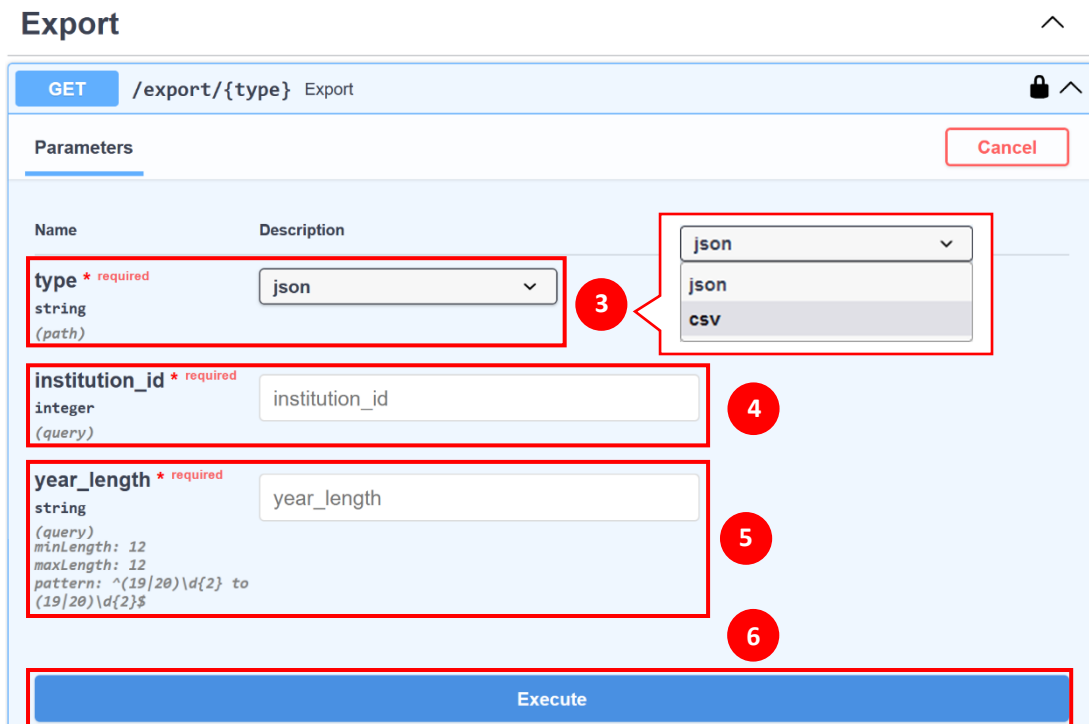 Export
GET /export/{type} Export
Parameters
Cancel
Name Description
type * required
string
(path)
json
3
json
json
csv
institution_id * required
integer
(query)
institution_id
4
year_length * required
string
(query)
minLength: 12
maxLength: 12
pattern: ^(19|20)\d{2} to
(19|20)\d{2}$
year_length
5
6
Execute